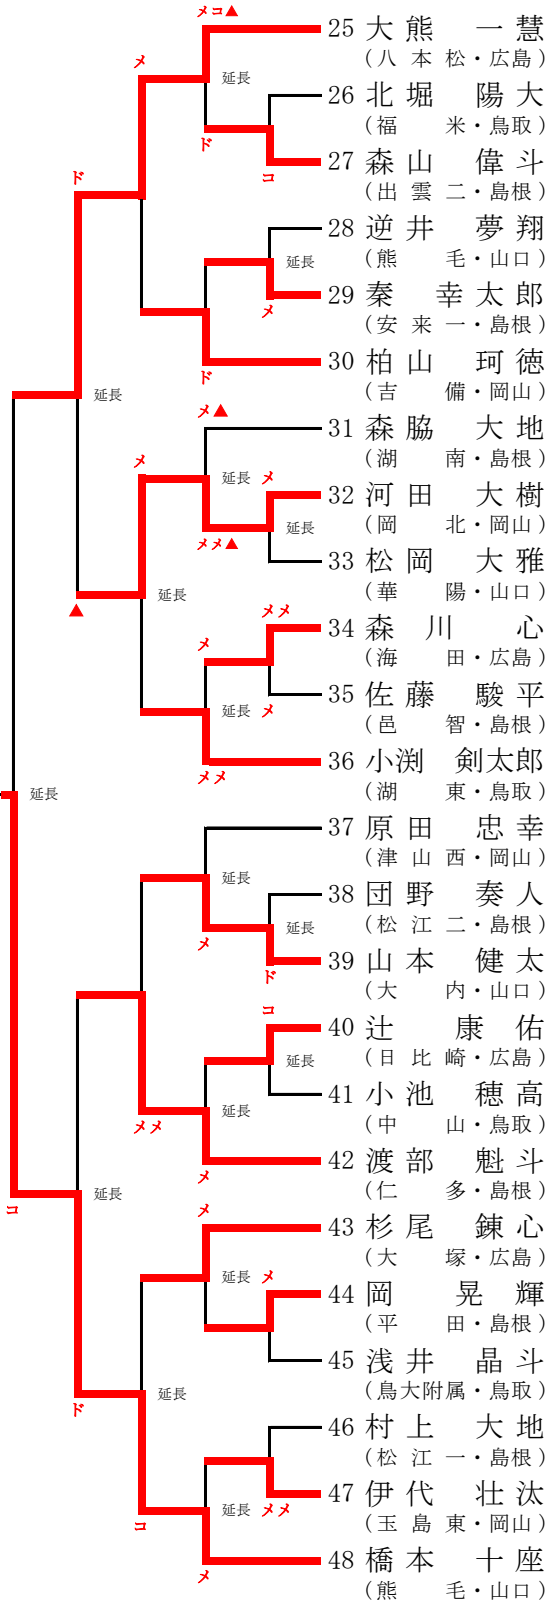 メコ▲
25 大熊 一慧
(八本松・広島)
メ
延長
26 北堀 陽大
(福米・鳥取)
ド
27 森山 偉斗
コ
(出雲二・島根)
ド
28 逆井 夢翔
(熊毛・山口)
延長
29 秦 幸太郎
メ
(安来一・島根)
30 柏山 珂徳
ド
(吉備・岡山)
延長
メ▲
31 森脇 大地
(湖南・島根)
メ
延長
メ
32 河田 大樹
(岡北・岡山)
延長
メメ▲
33 松岡 大雅
(華陽・山口)
延長
▲
メメ
34 森川 心
(海田・広島)
メ
35 佐藤 駿平
(邑智・島根)
延長
メ
36 小渕 剣太郎
メメ
(湖東・鳥取)
延長
37 原田 忠幸
(津山西・岡山)
延長
38 団野 奏人
(松江二・島根)
延長
メ
39 山本 健太
ド
(大内・山口)
コ
40 辻 康佑
(日比崎・広島)
延長
41 小池 穂高
(中山・鳥取)
延長
メメ
42 渡部 魁斗
メ
(仁多・島根)
延長
コ
メ
43 杉尾 錬心
(大塚・広島)
延長
メ
44 岡 晃輝
(平田・島根)
45 浅井 晶斗
(鳥大附属・鳥取)
延長
ド
46 村上 大地
(松江一・島根)
47 伊代 壮汰
メメ
(玉島東・岡山)
延長
コ
48 橋本 十座
メ
(熊毛・山口)